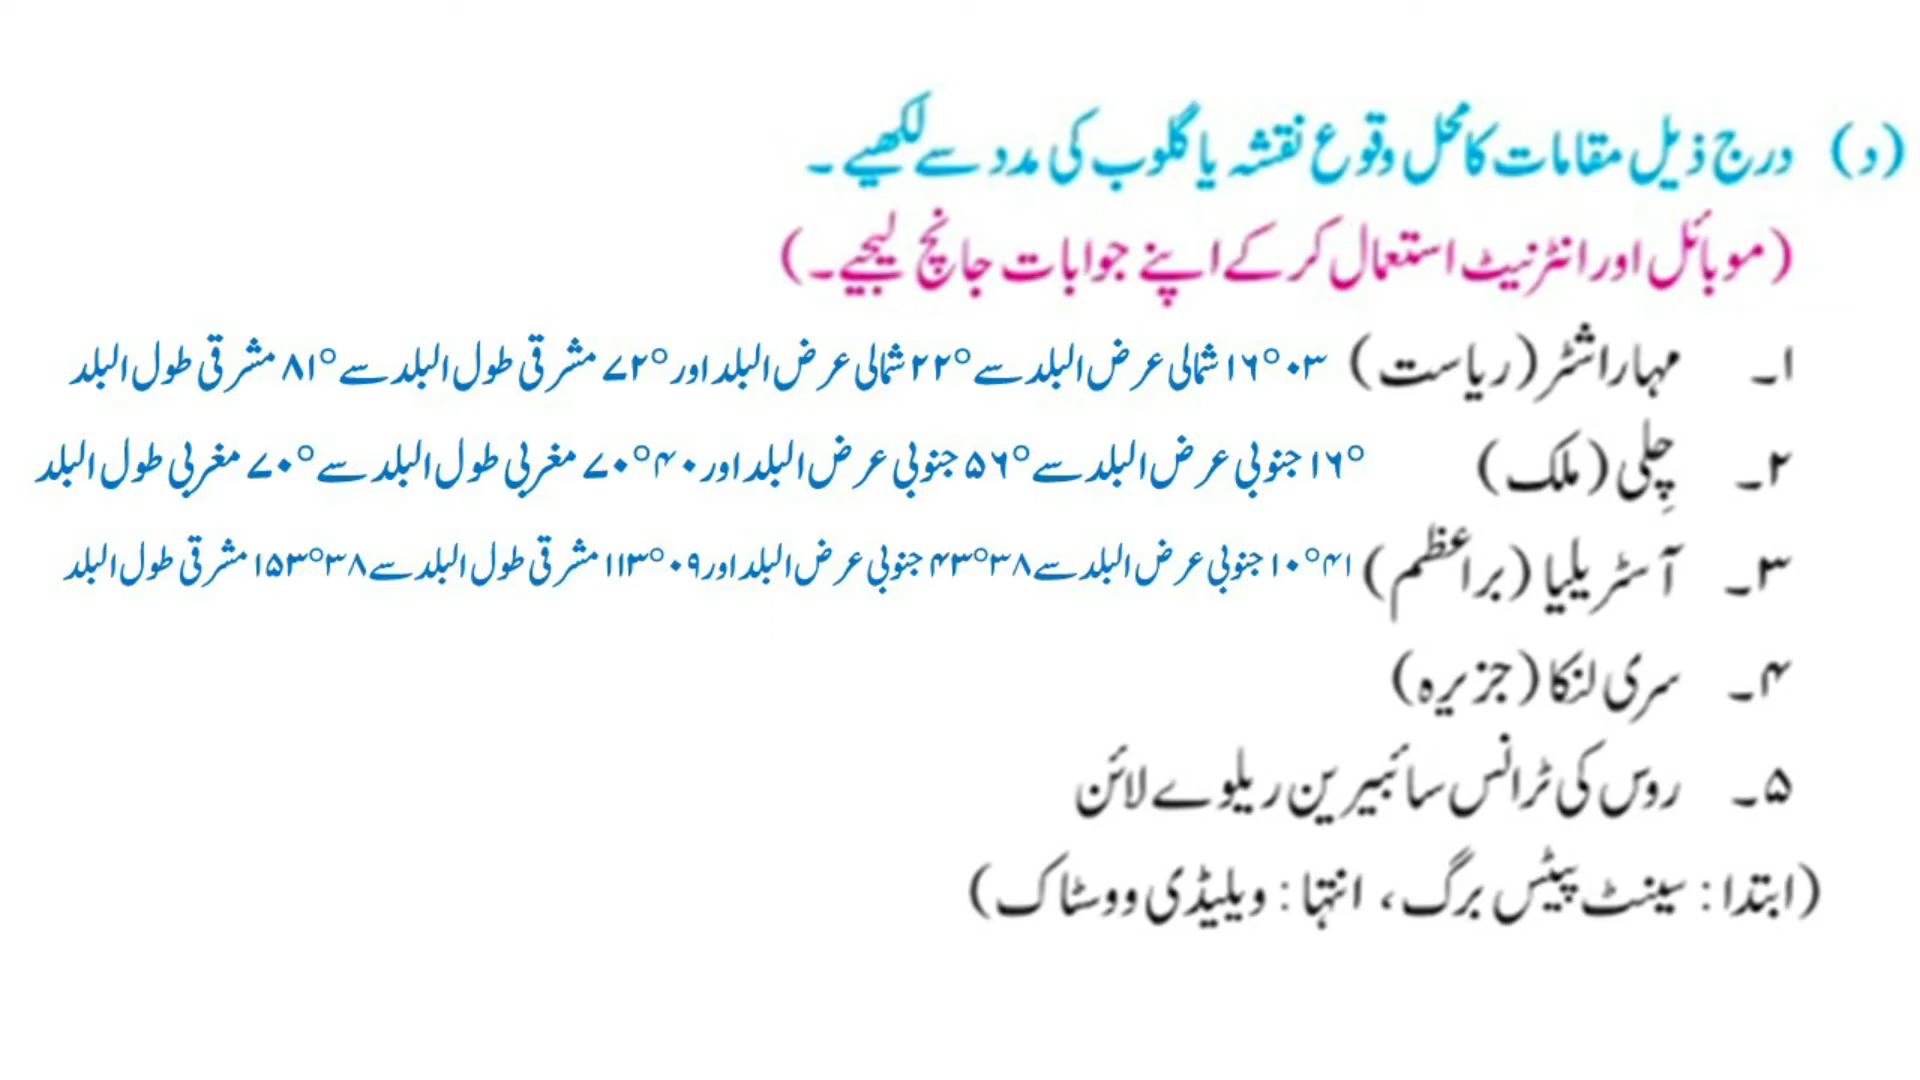 (د) درج ذیل مقامات کا محل وقوع نقشہ یا گلوب کی مدد سے لکھیے۔
(موبائل اور انٹرنیٹ استعمال کرکے اپنے جوابات جانچ لیجیے۔)
۱۔ مہاراشٹر (ریاست) ۰۳°۱۶ شمالی عرض البلد سے °۲۲ شمالی عرض البلد اور °۷۲ مشرقی طول البلد سے °۸۱ مشرقی طول البلد
۲۔ چِلی (ملک) °۱۶ جنوبی عرض البلد سے °۵۶ جنوبی عرض البلد اور ۴۰°۷۰ مغربی طول البلد سے °۷۰ مغربی طول البلد
۳۔ آسٹریلیا (براعظم) ۴۱°۱۰ جنوبی عرض البلد سے ۳۸°۴۳ جنوبی عرض البلد اور ۰۹°۱۱۳ مشرقی طول البلد سے ۳۸°۱۵۳ مشرقی طول البلد
۴۔ سری لنکا (جزیرہ)
۵۔ روس کی ٹرانس سائبیرین ریلوے لائن
(ابتدا : سینٹ پیٹس برگ، انتہا : ویلیڈی ووسٹاک)